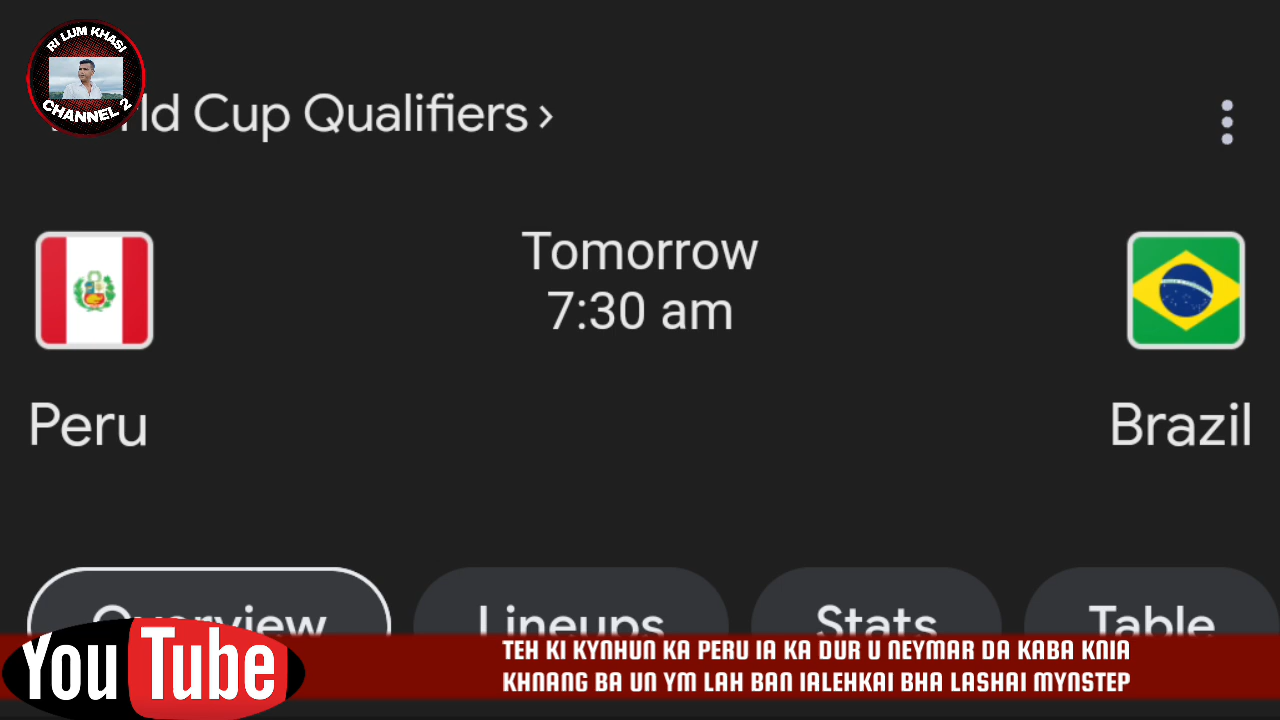 RI LUM KHASI
CHANNEL 2
World Cup Qualifiers >
Tomorrow
7:30 am
Peru
Brazil
Overview
Lineups
Stats
Table
YouTube
TEH KI KYNHUN KA PERU IA KA DUR U NEYMAR DA KABA KNIA
KHNANG BA UN YM LAH BAN IALEHKAI BHA LASHAI MYNSTEP